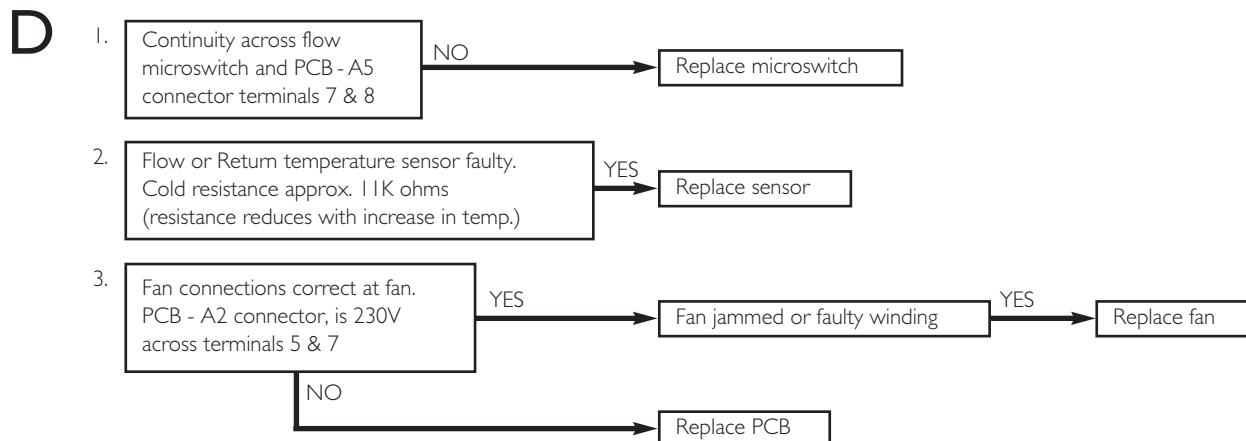 D
1.
Continuity across flow
microswitch and PCB - A5
connector terminals 7 & 8
NO
Replace microswitch
2.
Flow or Return temperature sensor faulty.
Cold resistance approx. 11K ohms
(resistance reduces with increase in temp.)
YES
Replace sensor
3.
Fan connections correct at fan.
PCB - A2 connector, is 230V
across terminals 5 & 7
YES
Fan jammed or faulty winding
YES
Replace fan
NO
Replace PCB